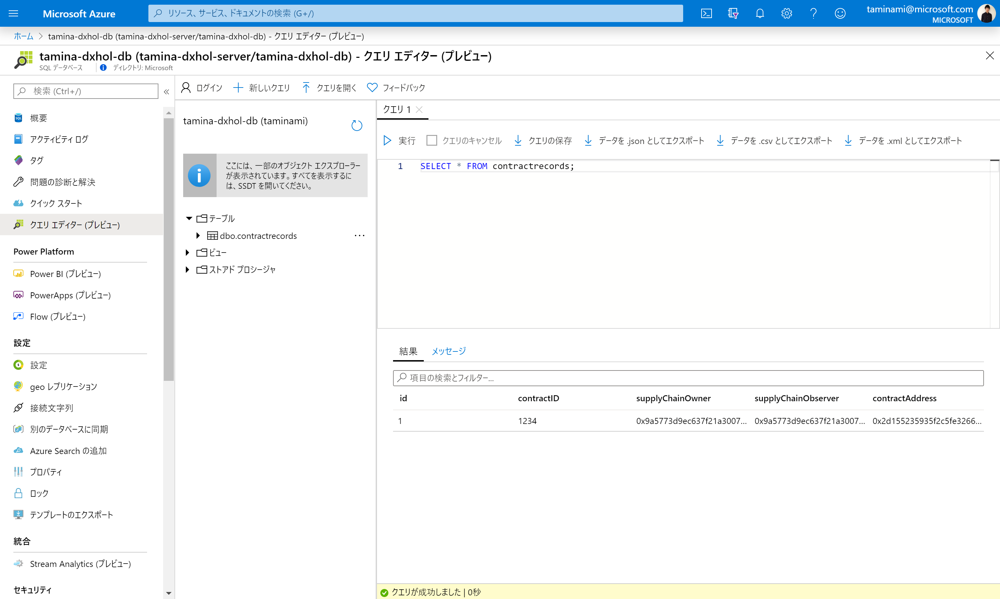 Microsoft Azure
リソース、サービス、ドキュメントの検索 (G+/)
taminami@microsoft.com
MICROSOFT
ホーム > tamina-dxhol-db (tamina-dxhol-server/tamina-dxhol-db) - クエリ エディター (プレビュー)
tamina-dxhol-db (tamina-dxhol-server/tamina-dxhol-db) - クエリ エディター (プレビュー)
SQL データベース
ディレクトリ: Microsoft
検索 (Ctrl+/)
SQL
概要
アクティビティ ログ
タグ
問題の診断と解決
クイック スタート
クエリ エディター (プレビュー)
Power Platform
Power BI (プレビュー)
PowerApps (プレビュー)
Flow (プレビュー)
設定
設定
geo レプリケーション
接続文字列
別のデータベースに同期
Azure Search の追加
プロパティ
ロック
テンプレートのエクスポート
統合
Stream Analytics (プレビュー)
セキュリティ
ログイン 新しいクエリ クエリを開く フィードバック
tamina-dxhol-db (taminami)
ここには、一部のオブジェクト エクスプローラー
が表示されています。すべてを表示するに
は、SSDT を開いてください。
テーブル
dbo.contractrecords ...
ビュー
ストアド プロシージャ
クエリ 1
実行 クエリのキャンセル クエリの保存 データを .json としてエクスポート データを .csv としてエクスポート データを .xml としてエクスポート
1 SELECT * FROM contractrecords;
結果 メッセージ
項目の検索とフィルター...
id contractID supplyChainOwner supplyChainObserver contractAddress
1 1234 0x9a5773d9ec637f21a3007... 0x9a5773d9ec637f21a3007... 0x2d155235935f2c5fe3266...
クエリが成功しました | 0秒